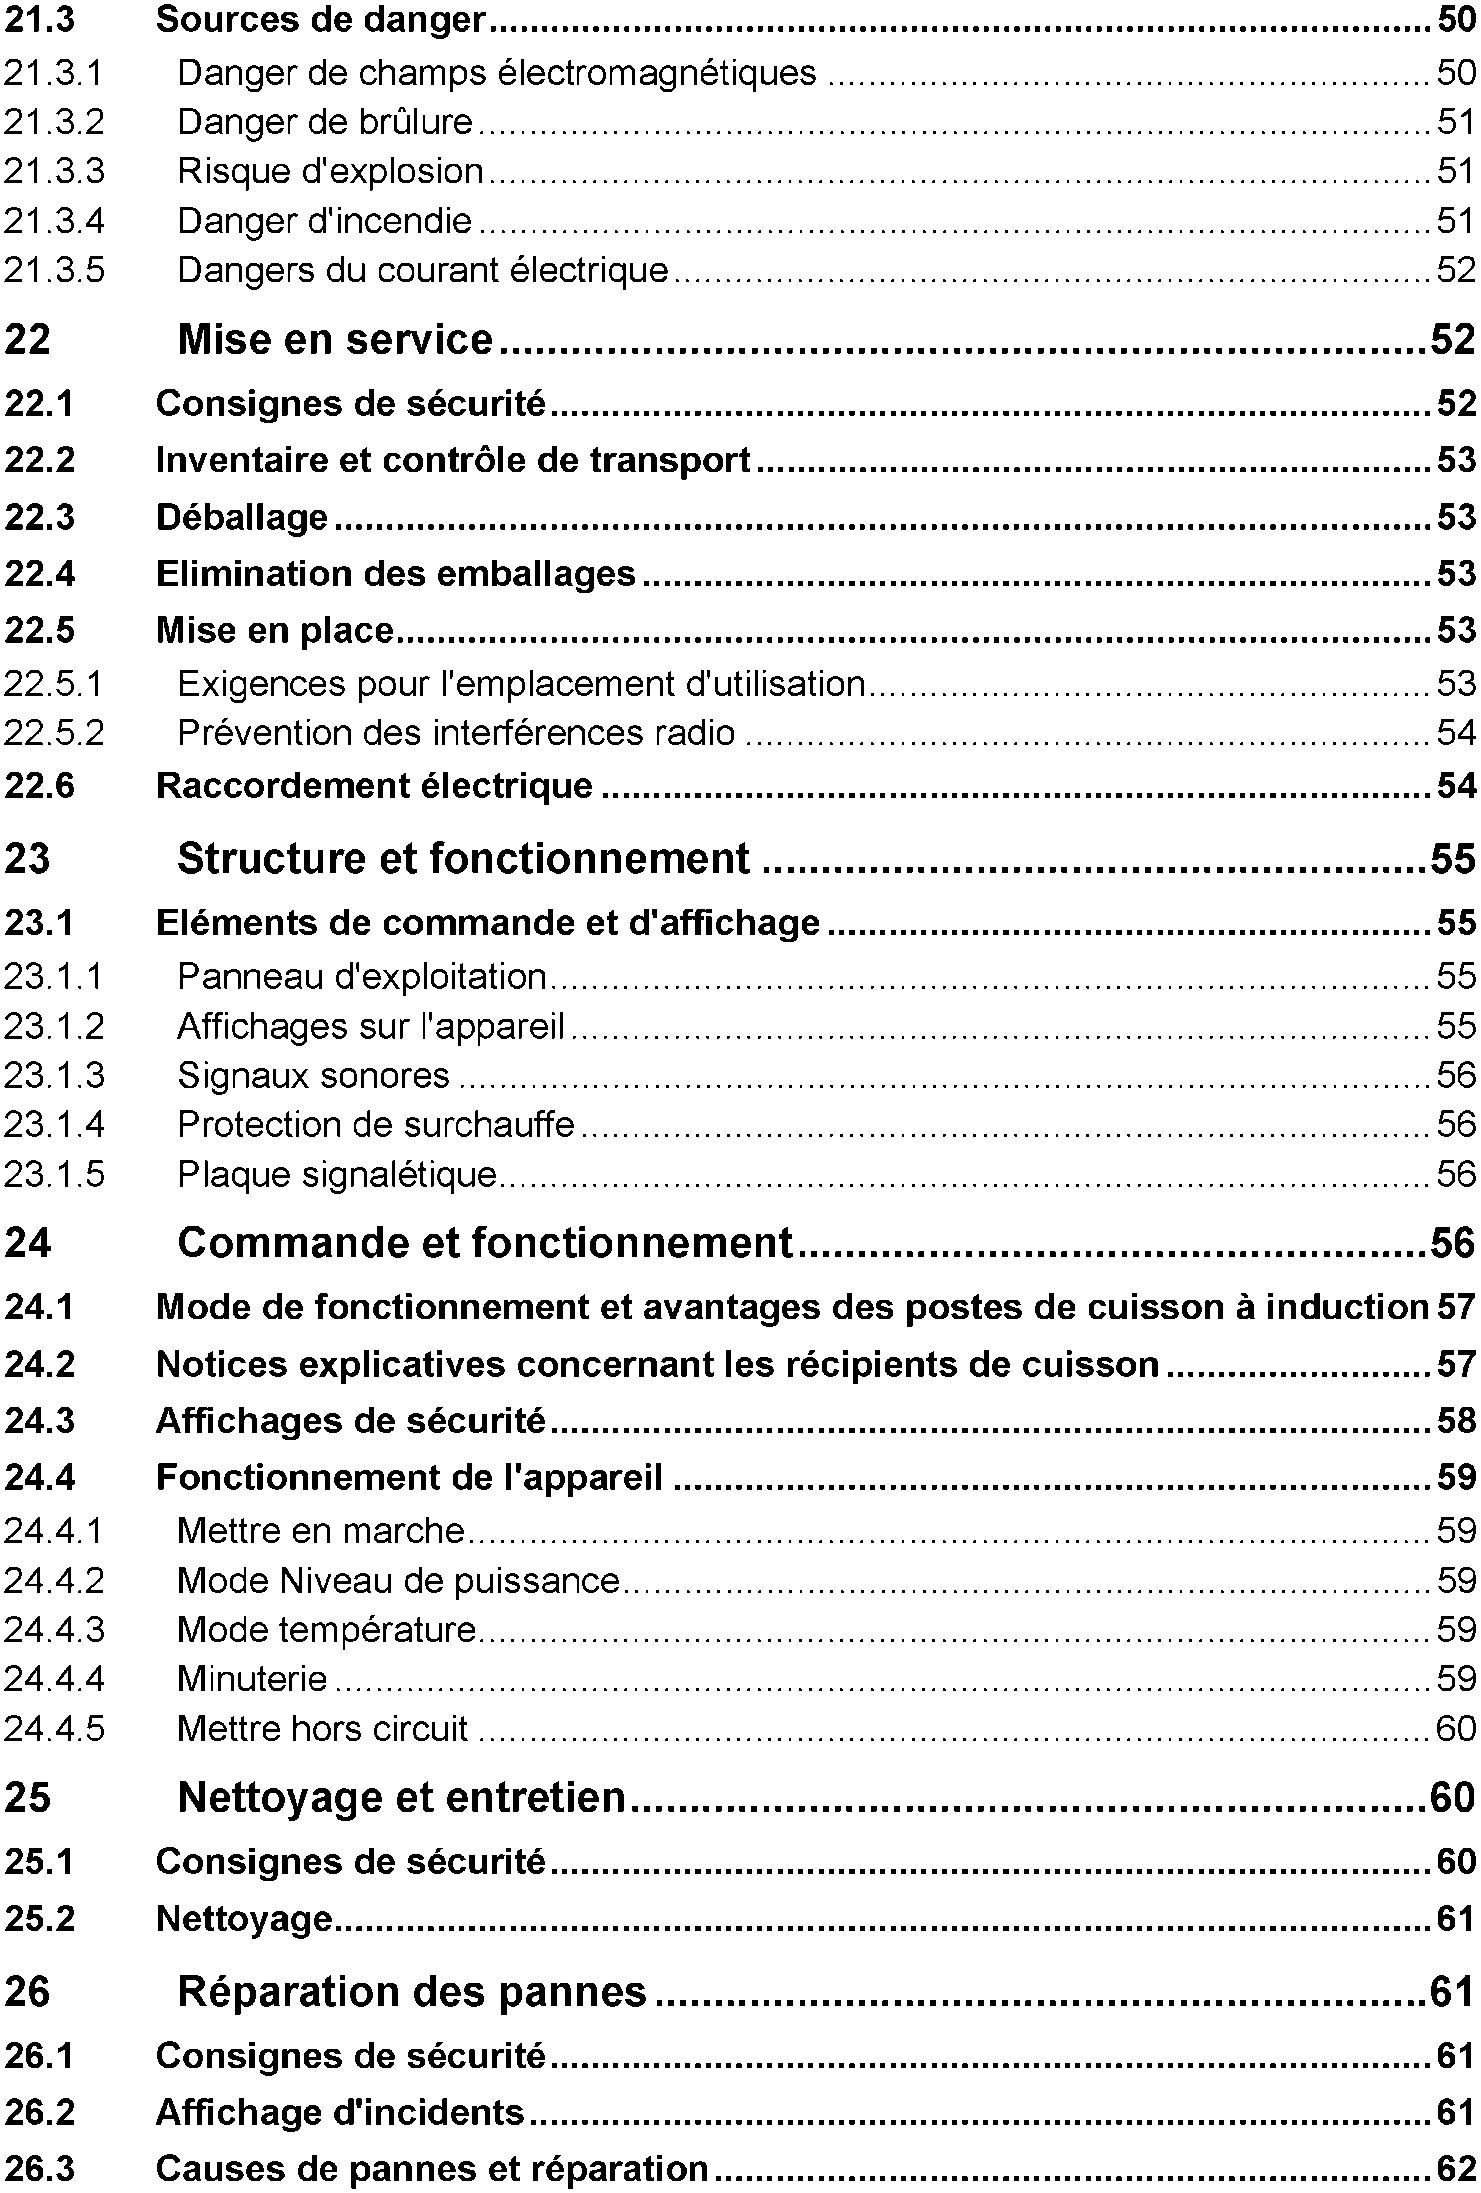 21.3 Sources de danger 50
21.3.1 Danger de champs électromagnétiques 50
21.3.2 Danger de brûlure 51
21.3.3 Risque d'explosion 51
21.3.4 Danger d'incendie 51
21.3.5 Dangers du courant électrique 52
22 Mise en service 52
22.1 Consignes de sécurité 52
22.2 Inventaire et contrôle de transport 53
22.3 Déballage 53
22.4 Elimination des emballages 53
22.5 Mise en place 53
22.5.1 Exigences pour l'emplacement d'utilisation 53
22.5.2 Prévention des interférences radio 54
22.6 Raccordement électrique 54
23 Structure et fonctionnement 55
23.1 Eléments de commande et d'affichage 55
23.1.1 Panneau d'exploitation 55
23.1.2 Affichages sur l'appareil 55
23.1.3 Signaux sonores 56
23.1.4 Protection de surchauffe 56
23.1.5 Plaque signalétique 56
24 Commande et fonctionnement 56
24.1 Mode de fonctionnement et avantages des postes de cuisson à induction 57
24.2 Notices explicatives concernant les récipients de cuisson 57
24.3 Affichages de sécurité 58
24.4 Fonctionnement de l'appareil 59
24.4.1 Mettre en marche 59
24.4.2 Mode Niveau de puissance 59
24.4.3 Mode température 59
24.4.4 Minuterie 59
24.4.5 Mettre hors circuit 60
25 Nettoyage et entretien 60
25.1 Consignes de sécurité 60
25.2 Nettoyage 61
26 Réparation des pannes 61
26.1 Consignes de sécurité 61
26.2 Affichage d'incidents 61
26.3 Causes de pannes et réparation 62